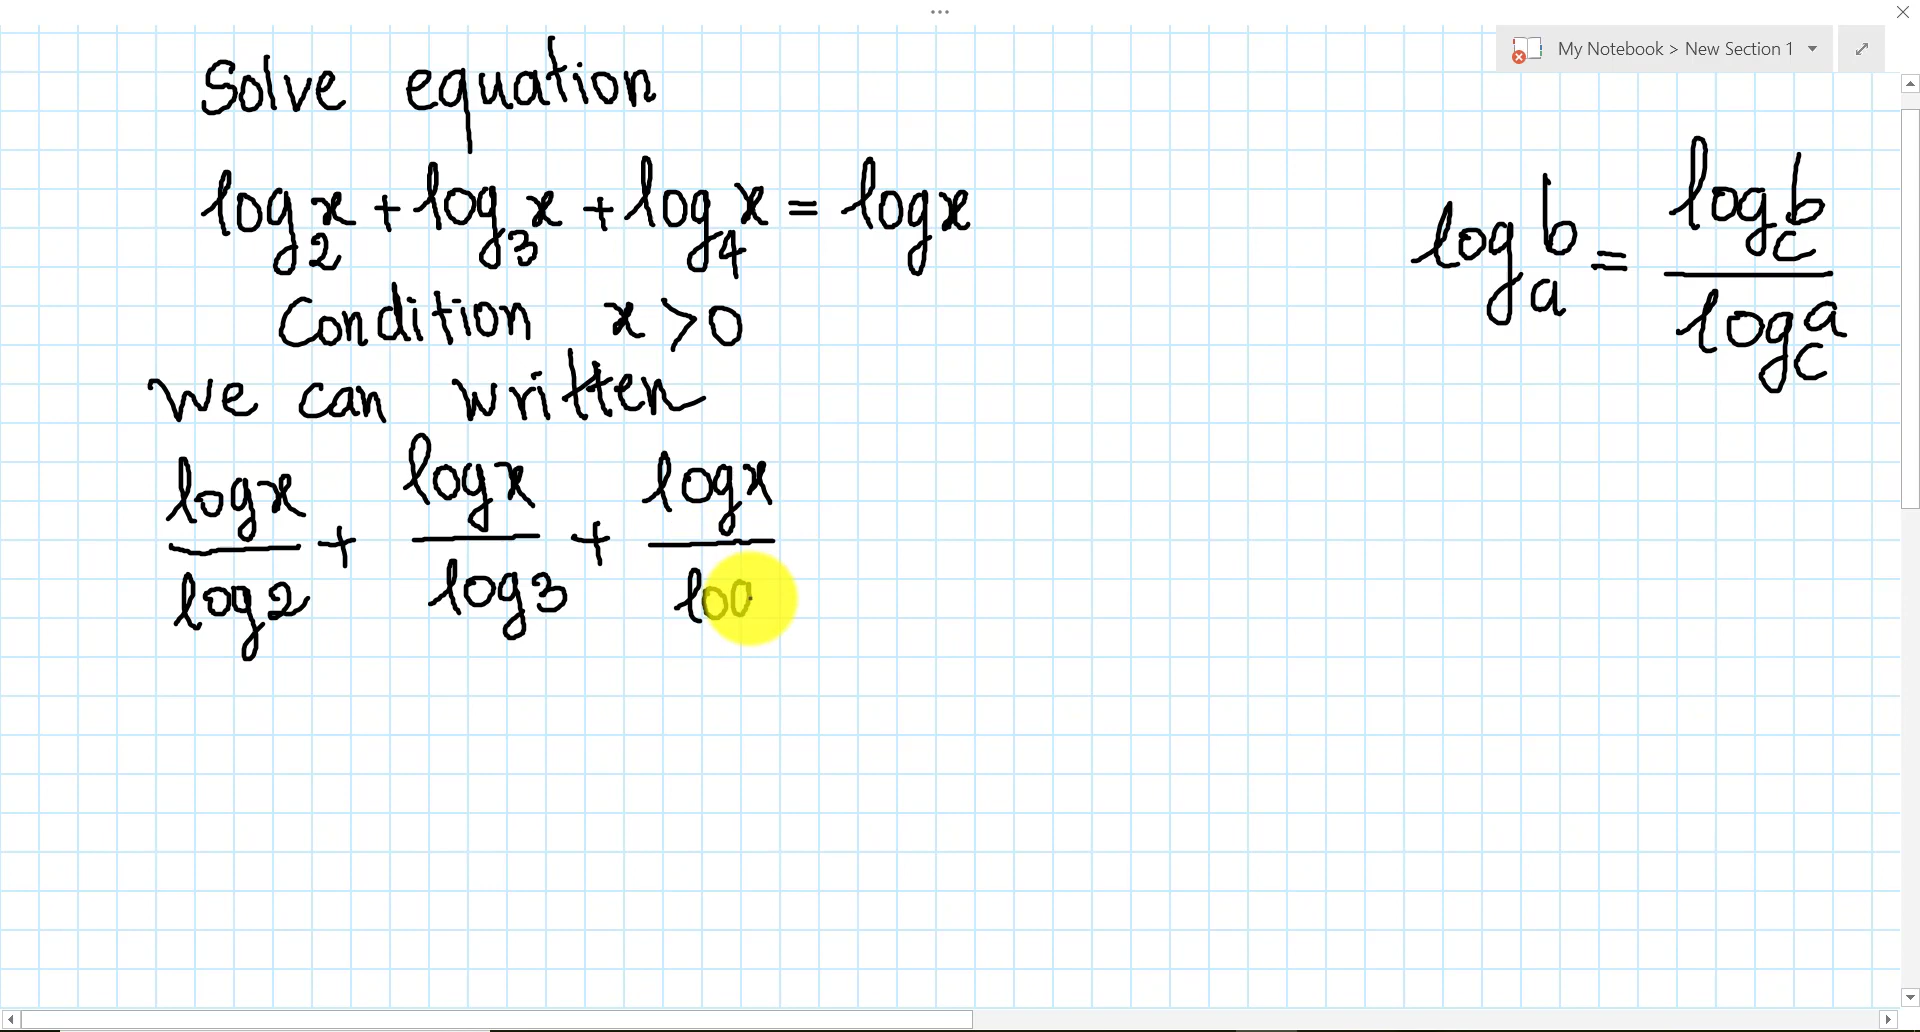 ...
My Notebook > New Section 1
Solve equation
log₂x + log₃x + log₄x = logx
log_a b = log_c b / log_c a
Condition x > 0
We can written
logx/log2 + logx/log3 + logx/lo